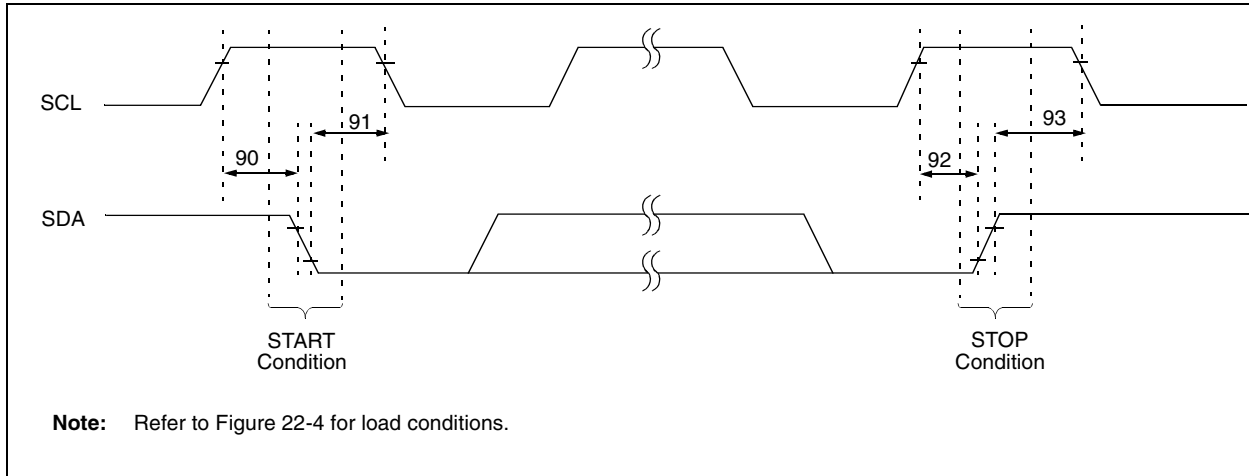 SCL
91
93
90
92
SDA
START
Condition
STOP
Condition
Note: Refer to Figure 22-4 for load conditions.